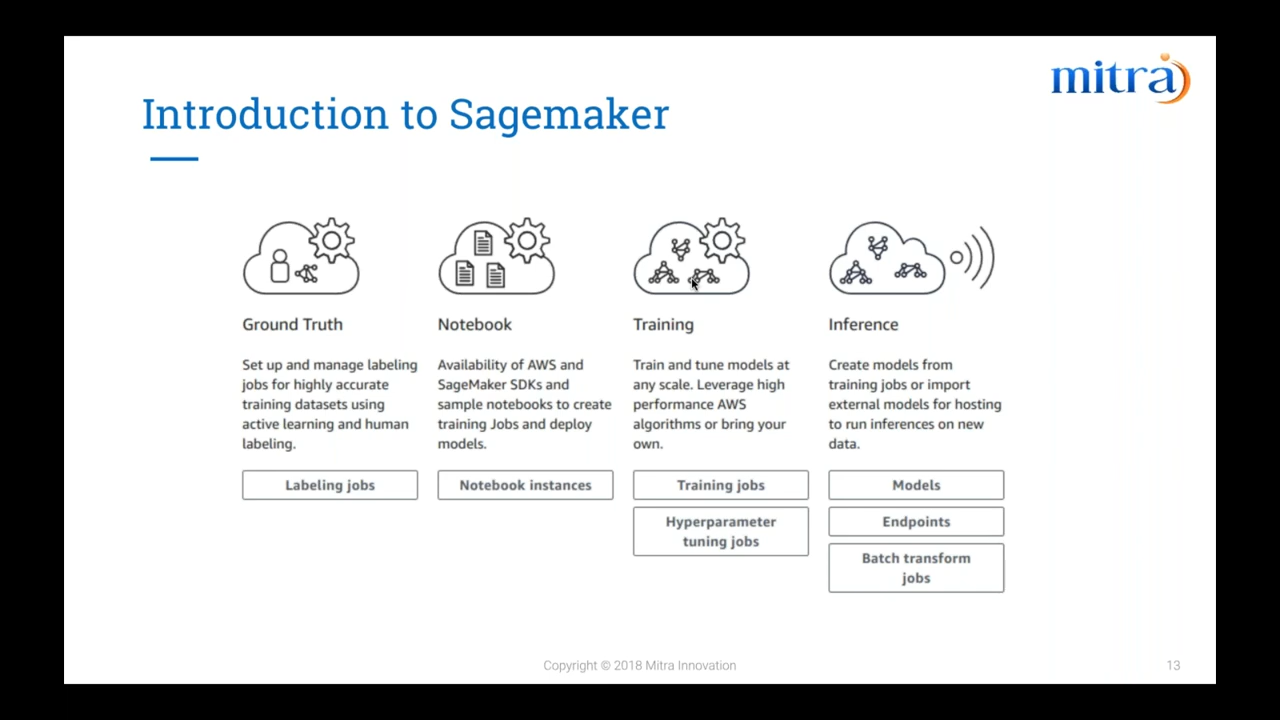 mitra
Introduction to Sagemaker
Ground Truth
Set up and manage labeling
jobs for highly accurate
training datasets using
active learning and human
labeling.
Labeling jobs
Notebook
Availability of AWS and
SageMaker SDKs and
sample notebooks to create
training Jobs and deploy
models.
Notebook instances
Training
Train and tune models at
any scale. Leverage high
performance AWS
algorithms or bring your
own.
Training jobs
Hyperparameter
tuning jobs
Inference
Create models from
training jobs or import
external models for hosting
to run inferences on new
data.
Models
Endpoints
Batch transform
jobs
Copyright © 2018 Mitra Innovation
13